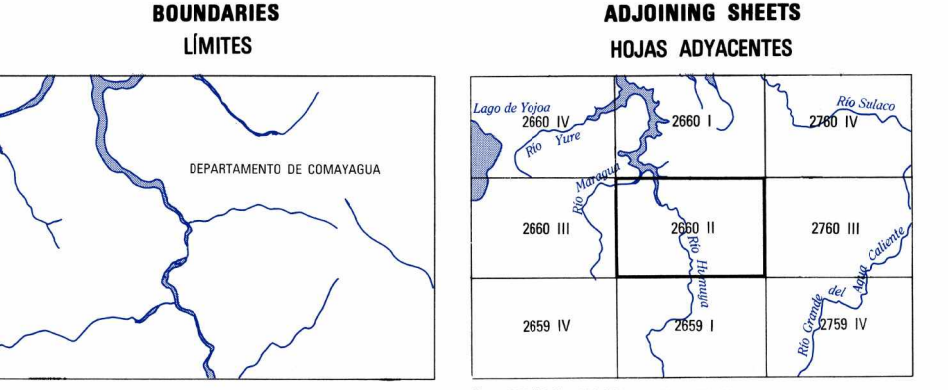 BOUNDARIES
LÍMITES
DEPARTAMENTO DE COMAYAGUA
ADJOINING SHEETS
HOJAS ADYACENTES
Lago de Yojoa
2660 IV
Río Yure
2660 I
Río Sulaco
2760 IV
Río Maragua
2660 III
2660 II
Río Humuya
2760 III
Río Grande del Agua Caliente
2659 IV
2659 I
2759 IV